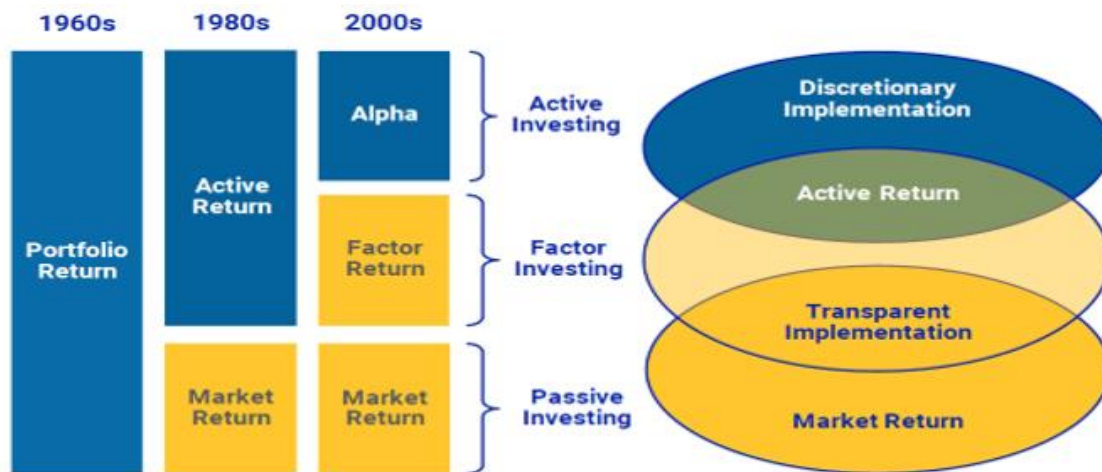 1960s
1980s
2000s
Portfolio
Return
Active
Return
Market
Return
Alpha
Factor
Return
Market
Return
Active
Investing
Factor
Investing
Passive
Investing
Discretionary
Implementation
Active Return
Transparent
Implementation
Market Return